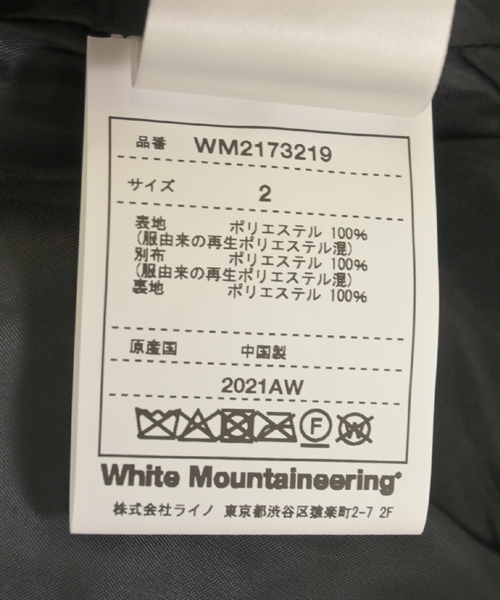 品番 WM2173219
サイズ 2
表地 ポリエステル 100%
(服由来の再生ポリエステル混)
別布 ポリエステル 100%
(服由来の再生ポリエステル混)
裏地 ポリエステル 100%
原産国 中国製
2021AW
F W
White Mountaineering®
株式会社ライノ 東京都渋谷区猿楽町2-7 2F